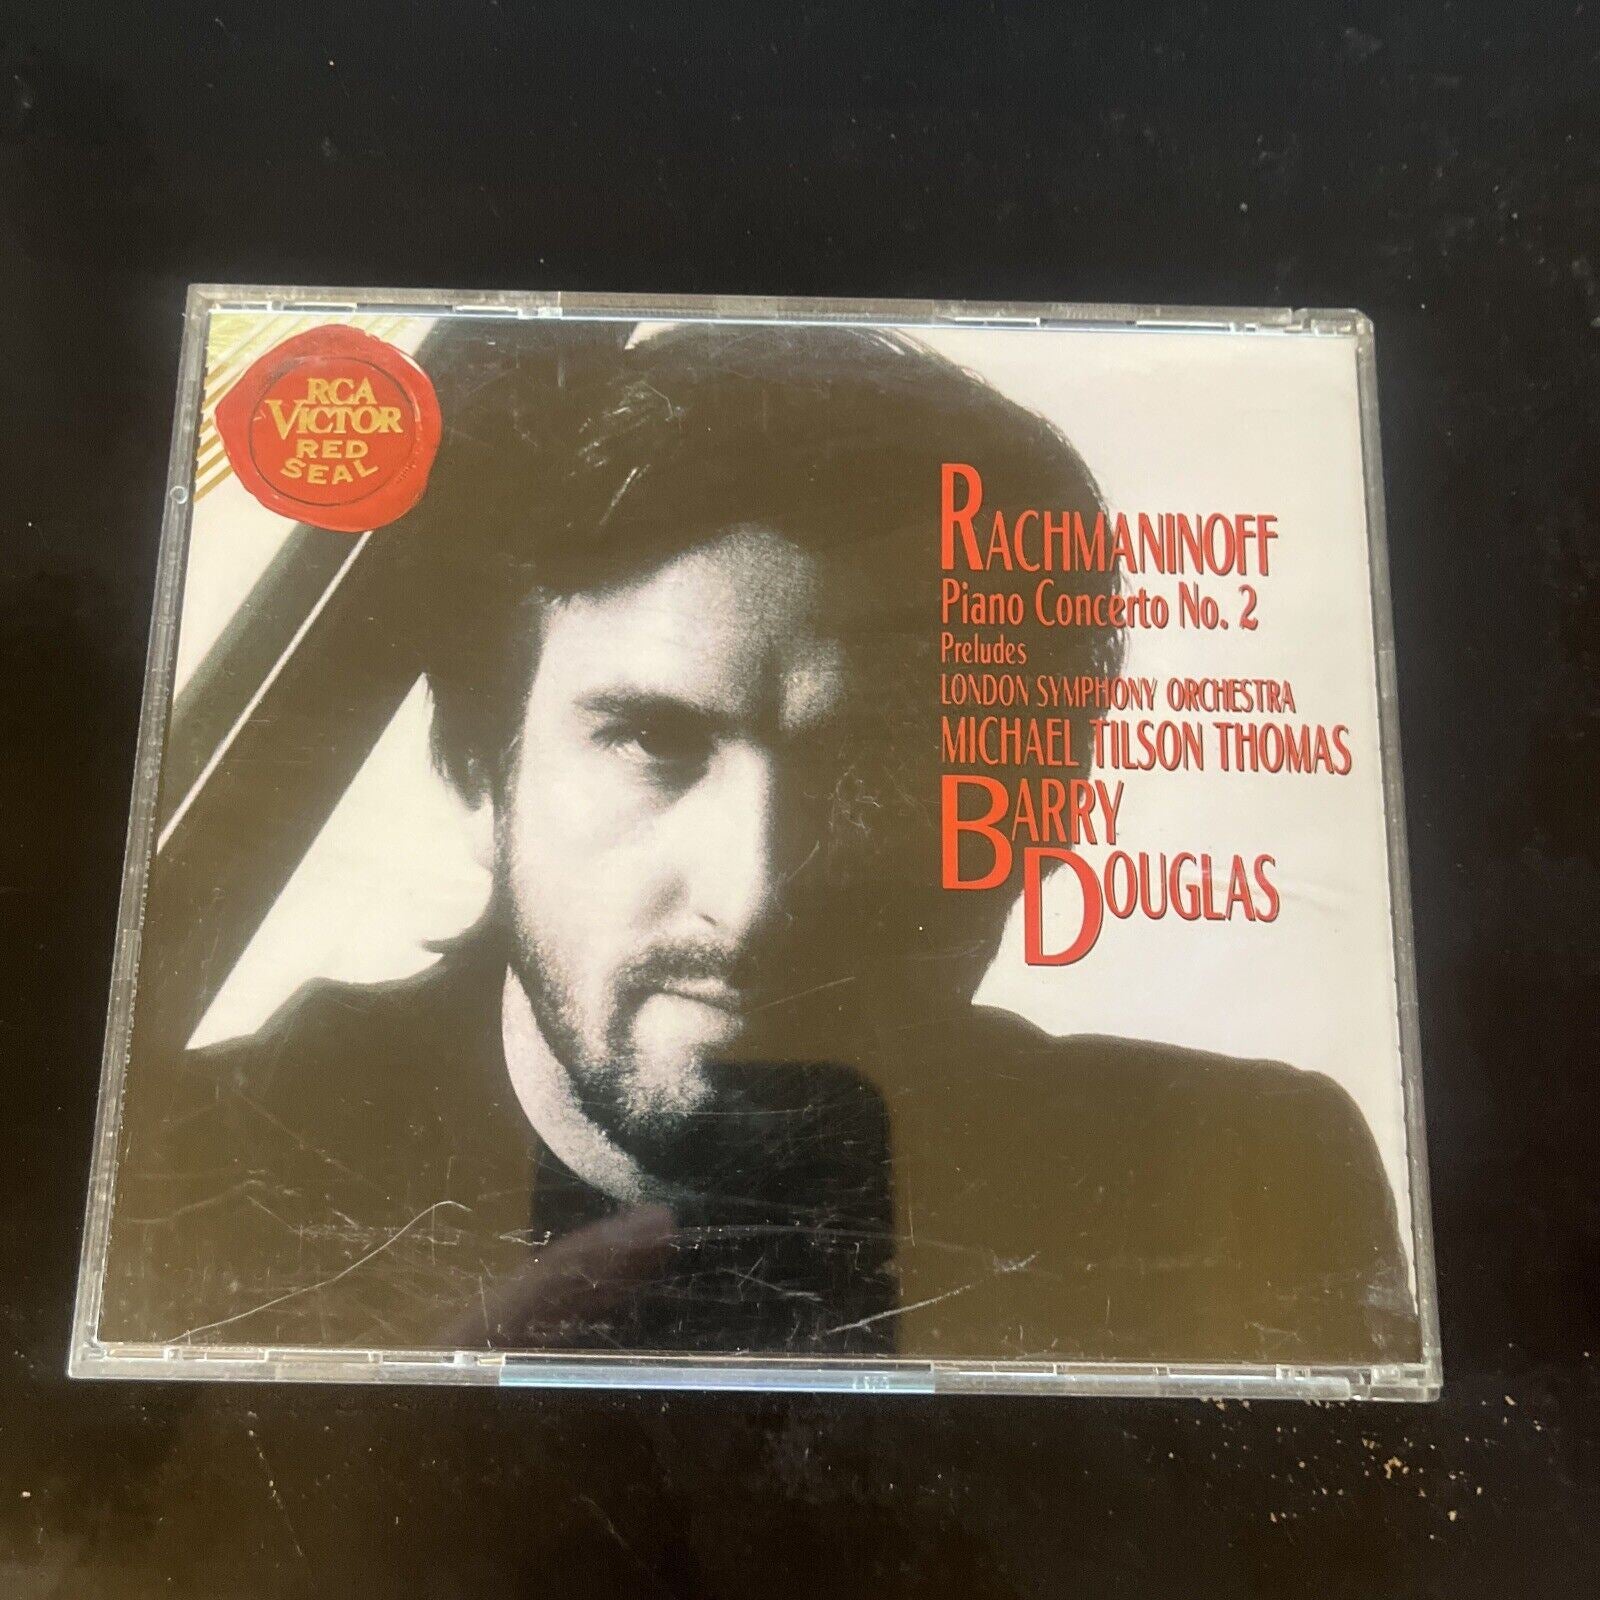 RCA
VICTOR
RED
SEAL
RACHMANINOFF
Piano Concerto No. 2
Preludes
LONDON SYMPHONY ORCHESTRA
MICHAEL TILSON THOMAS
BARRY
DOUGLAS